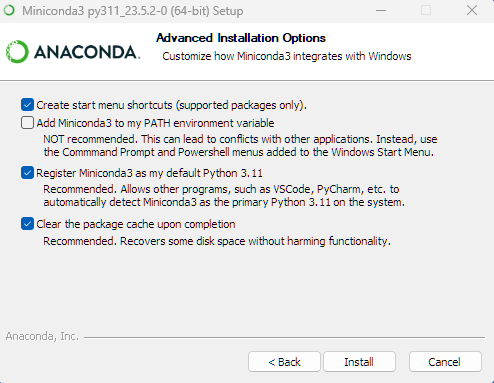 Miniconda3 py311_23.5.2-0 (64-bit) Setup
ANACONDA.
Advanced Installation Options
Customize how Miniconda3 integrates with Windows
Create start menu shortcuts (supported packages only).
Add Miniconda3 to my PATH environment variable
NOT recommended. This can lead to conflicts with other applications. Instead, use
the Commmand Prompt and Powershell menus added to the Windows Start Menu.
Register Miniconda3 as my default Python 3.11
Recommended. Allows other programs, such as VSCode, PyCharm, etc. to
automatically detect Miniconda3 as the primary Python 3.11 on the system.
Clear the package cache upon completion
Recommended. Recovers some disk space without harming functionality.
Anaconda, Inc.
< Back
Install
Cancel